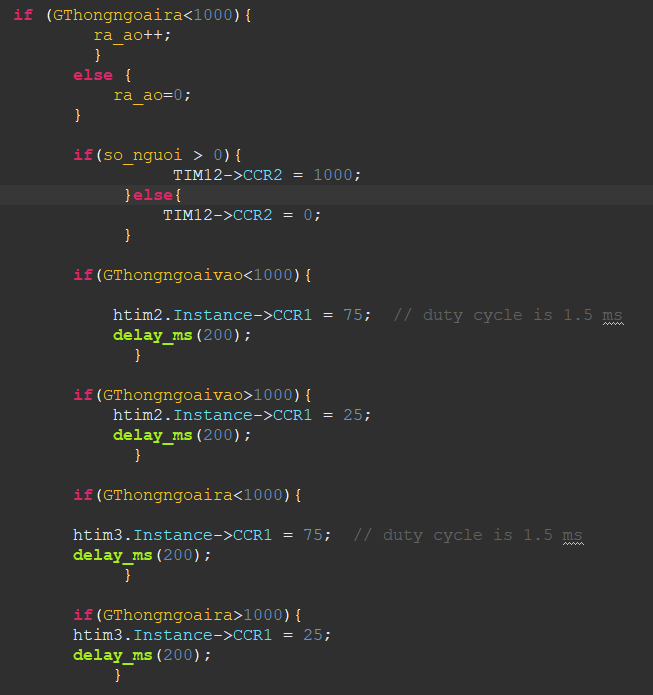 if (GThongngoaira<1000){
ra_ao++;
}
else {
ra_ao=0;
}
if(so_nguoi > 0){
TIM12->CCR2 = 1000;
}else{
TIM12->CCR2 = 0;
}
if(GThongngoaivao<1000){
htim2.Instance->CCR1 = 75;  // duty cycle is 1.5 ms
delay_ms(200);
}
if(GThongngoaivao>1000){
htim2.Instance->CCR1 = 25;
delay_ms(200);
}
if(GThongngoaira<1000){
htim3.Instance->CCR1 = 75;  // duty cycle is 1.5 ms
delay_ms(200);
}
if(GThongngoaira>1000){
htim3.Instance->CCR1 = 25;
delay_ms(200);
}